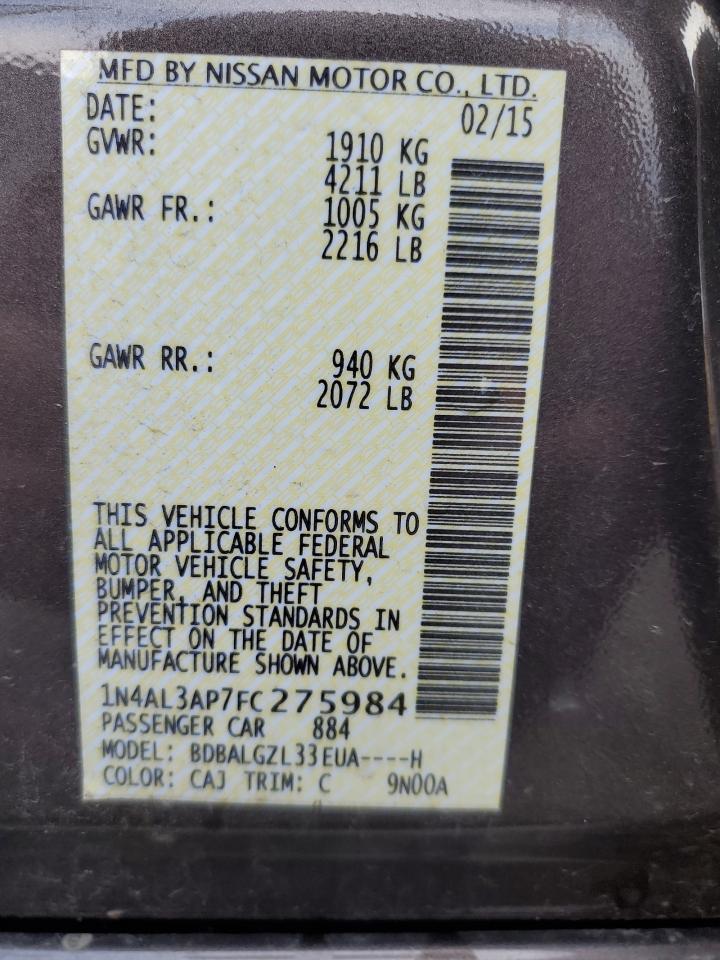 MFD BY NISSAN MOTOR CO., LTD.
DATE: 02/15
GVWR: 1910 KG
4211 LB
GAWR FR.: 1005 KG
2216 LB
GAWR RR.: 940 KG
2072 LB
THIS VEHICLE CONFORMS TO
ALL APPLICABLE FEDERAL
MOTOR VEHICLE SAFETY,
BUMPER, AND THEFT
PREVENTION STANDARDS IN
EFFECT ON THE DATE OF
MANUFACTURE SHOWN ABOVE.
1N4AL3AP7FC275984
PASSENGER CAR 884
MODEL: BDBALGZL33EUA----H
COLOR: CAJ TRIM: C 9N00A